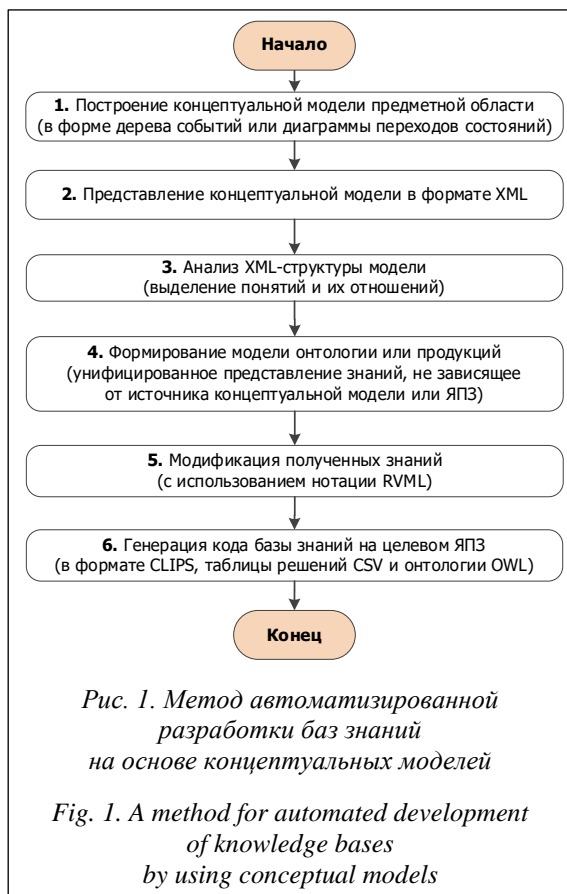 Начало
1. Построение концептуальной модели предметной области
(в форме дерева событий или диаграммы переходов состояний)
2. Представление концептуальной модели в формате XML
3. Анализ XML-структуры модели
(выделение понятий и их отношений)
4. Формирование модели онтологии или продукций
(унифицированное представление знаний, не зависящее
от источника концептуальной модели или ЯПЗ)
5. Модификация полученных знаний
(с использованием нотации RVML)
6. Генерация кода базы знаний на целевом ЯПЗ
(в формате CLIPS, таблицы решений CSV и онтологии OWL)
Конец
Рис. 1. Метод автоматизированной
разработки баз знаний
на основе концептуальных моделей
Fig. 1. A method for automated development
of knowledge bases
by using conceptual models